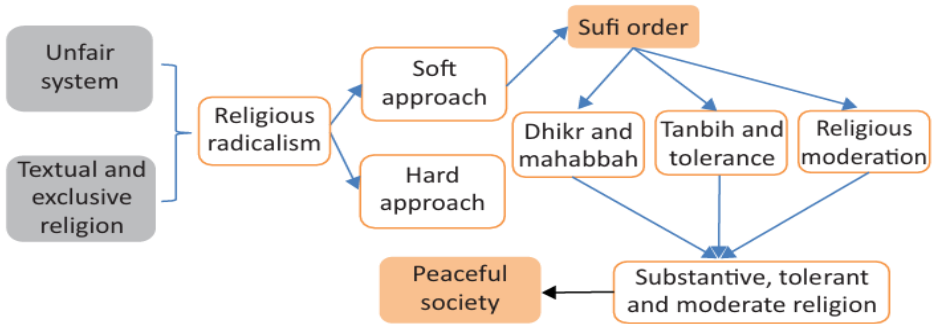 Unfair
system
Textual and
exclusive
religion
Religious
radicalism
Soft
approach
Hard
approach
Sufi order
Dhikr and
mahabbah
Tanbih and
tolerance
Religious
moderation
Substantive, tolerant
and moderate religion
Peaceful
society